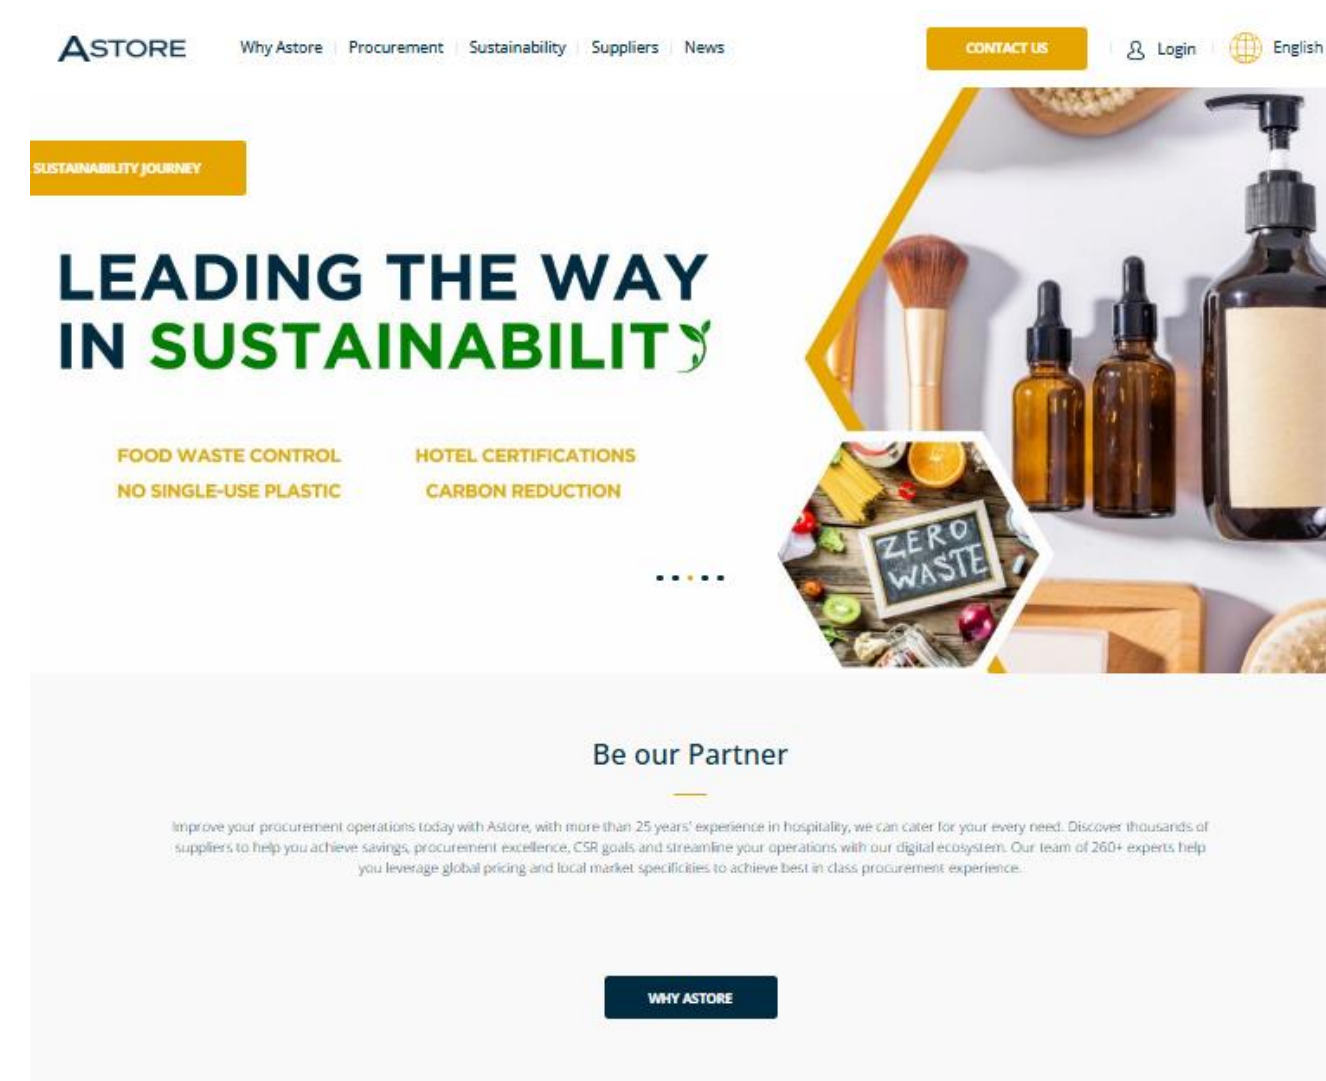 ASTORE
Why Astore
Procurement
Sustainability
Suppliers
News
CONTACT US
Login
English
SUSTAINABILITY JOURNEY
LEADING THE WAY
IN SUSTAINABILITY
FOOD WASTE CONTROL
HOTEL CERTIFICATIONS
NO SINGLE-USE PLASTIC
CARBON REDUCTION
ZERO
WASTE
Be our Partner
Improve your procurement operations today with Astore, with more than 25 years' experience in hospitality, we can cater for your every need. Discover thousands of
suppliers to help you achieve savings, procurement excellence, CSR goals and streamline your operations with our digital ecosystem. Our team of 260+ experts help
you leverage global pricing and local market specificities to achieve best in class procurement experience.
WHY ASTORE